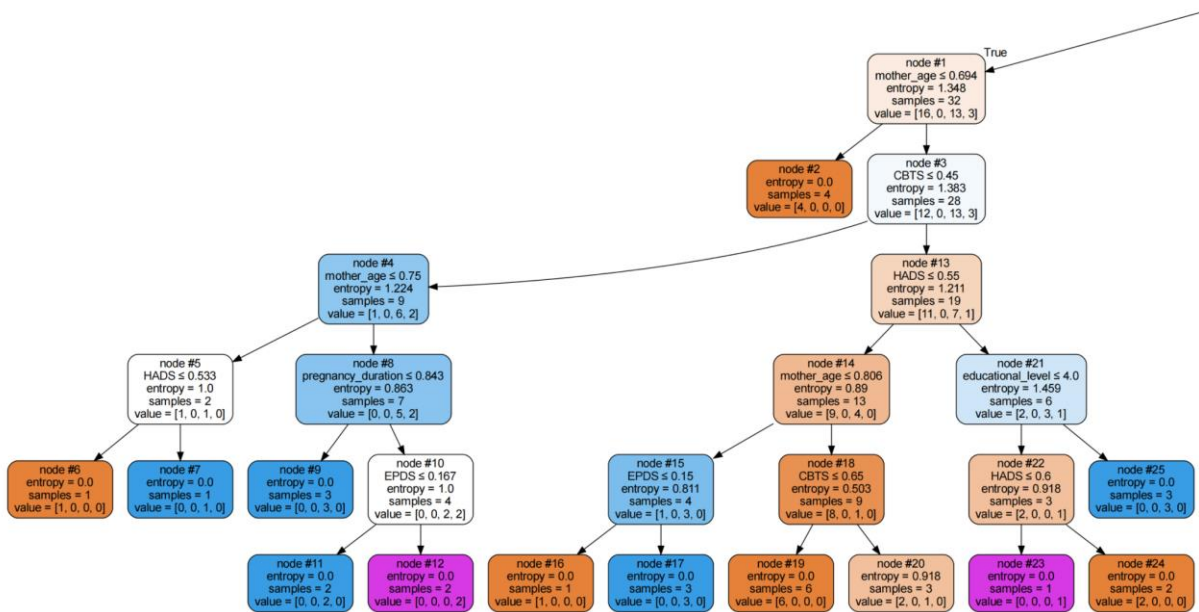 True
node #1
mother_age ≤ 0.694
entropy = 1.348
samples = 32
value = [16, 0, 13, 3]
node #2
entropy = 0.0
samples = 4
value = [4, 0, 0, 0]
node #3
CBTS ≤ 0.45
entropy = 1.383
samples = 28
value = [12, 0, 13, 3]
node #4
mother_age ≤ 0.75
entropy = 1.224
samples = 9
value = [1, 0, 6, 2]
node #13
HADS ≤ 0.55
entropy = 1.211
samples = 19
value = [11, 0, 7, 1]
node #5
HADS ≤ 0.533
entropy = 1.0
samples = 2
value = [1, 0, 1, 0]
node #8
pregnancy_duration ≤ 0.843
entropy = 0.863
samples = 7
value = [0, 0, 5, 2]
node #14
mother_age ≤ 0.806
entropy = 0.89
samples = 13
value = [9, 0, 4, 0]
node #21
educational_level ≤ 4.0
entropy = 1.459
samples = 6
value = [2, 0, 3, 1]
node #6
entropy = 0.0
samples = 1
value = [1, 0, 0, 0]
node #7
entropy = 0.0
samples = 1
value = [0, 0, 1, 0]
node #9
entropy = 0.0
samples = 3
value = [0, 0, 3, 0]
node #10
EPDS ≤ 0.167
entropy = 1.0
samples = 4
value = [0, 0, 2, 2]
node #15
EPDS ≤ 0.15
entropy = 0.811
samples = 4
value = [1, 0, 3, 0]
node #18
CBTS ≤ 0.65
entropy = 0.503
samples = 9
value = [8, 0, 1, 0]
node #22
HADS ≤ 0.6
entropy = 0.918
samples = 3
value = [2, 0, 0, 1]
node #25
entropy = 0.0
samples = 3
value = [0, 0, 3, 0]
node #11
entropy = 0.0
samples = 2
value = [0, 0, 2, 0]
node #12
entropy = 0.0
samples = 2
value = [0, 0, 0, 2]
node #16
entropy = 0.0
samples = 1
value = [1, 0, 0, 0]
node #17
entropy = 0.0
samples = 3
value = [0, 0, 3, 0]
node #19
entropy = 0.0
samples = 6
value = [6, 0, 0, 0]
node #20
entropy = 0.918
samples = 3
value = [2, 0, 1, 0]
node #23
entropy = 0.0
samples = 1
value = [0, 0, 0, 1]
node #24
entropy = 0.0
samples = 2
value = [2, 0, 0, 0]